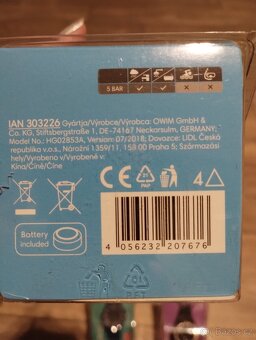 5 BAR
IAN 303226 Gyártja/Výrobce/Výrobca: OWIM GmbH &
Co. KG, Stiftsbergstraße 1, DE-74167 Neckarsulm, GERMANY;
Model No.: HG02853A, Version: 07/2018; Dovozce: LIDL Česká
republika v.o.s., Nárožní 1359/11, 158 00 Praha 5; Származási
hely/Vyrobeno v/Vyrobené v:
Kína/Číně/Číne
CE
PAP
4
Battery
included
4 056232 207676
PET